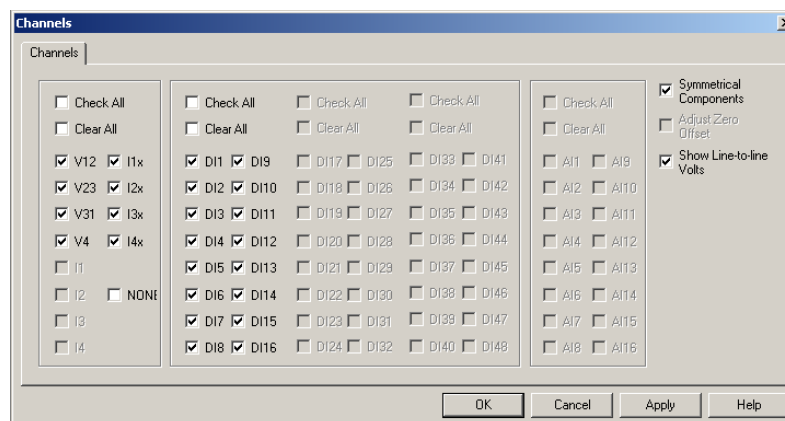 Channels
Channels
Check All
Clear All
V12 I1x
V23 I2x
V31 I3x
V4 I4x
I1
I2 NONE
I3
I4
Check All Check All Check All
Clear All Clear All Clear All
DI1 DI9 DI17 DI25 DI33 DI41
DI2 DI10 DI18 DI26 DI34 DI42
DI3 DI11 DI19 DI27 DI35 DI43
DI4 DI12 DI20 DI28 DI36 DI44
DI5 DI13 DI21 DI29 DI37 DI45
DI6 DI14 DI22 DI30 DI38 DI46
DI7 DI15 DI23 DI31 DI39 DI47
DI8 DI16 DI24 DI32 DI40 DI48
Check All
Clear All
AI1 AI9
AI2 AI10
AI3 AI11
AI4 AI12
AI5 AI13
AI6 AI14
AI7 AI15
AI8 AI16
Symmetrical
Components
Adjust Zero
Offset
Show Line-to-line
Volts
OK Cancel Apply Help